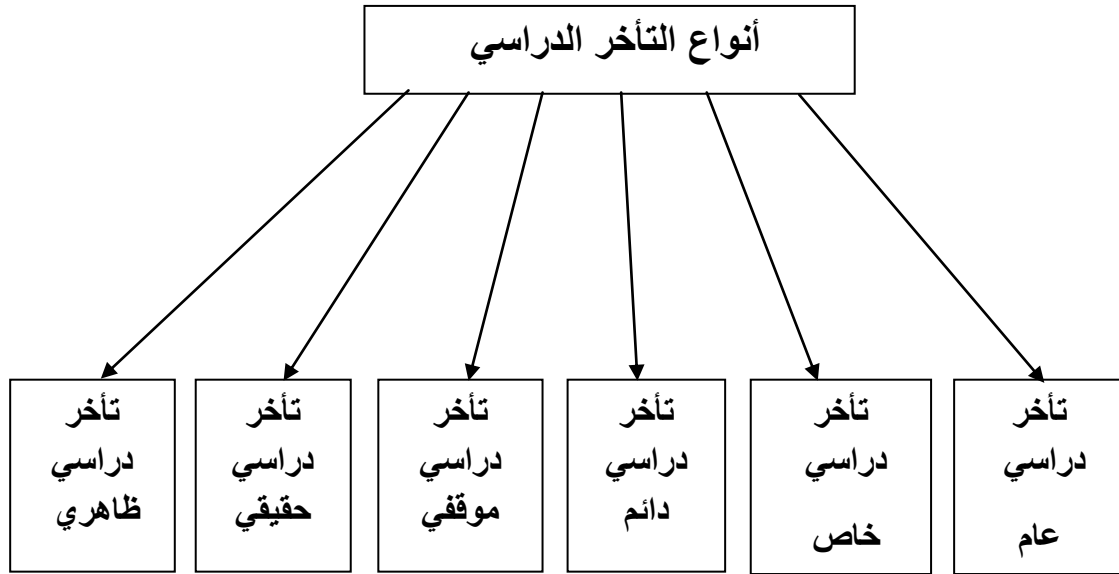 أنواع التأخر الدراسي
تأخر
دراسي
عام
تأخر
دراسي
خاص
تأخر
دراسي
دائم
تأخر
دراسي
موقفي
تأخر
دراسي
حقيقي
تأخر
دراسي
ظاهري